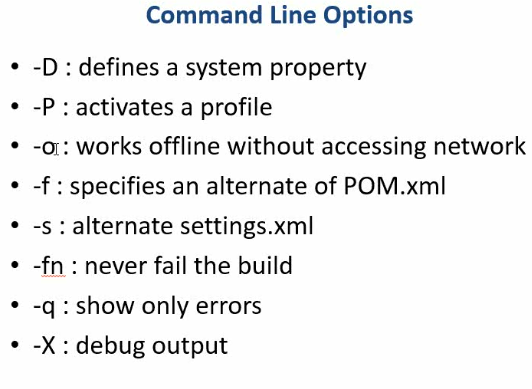 Command Line Options
• -D : defines a system property
• -P : activates a profile
• -o : works offline without accessing network
• -f : specifies an alternate of POM.xml
• -s : alternate settings.xml
• -fn : never fail the build
• -q : show only errors
• -X : debug output